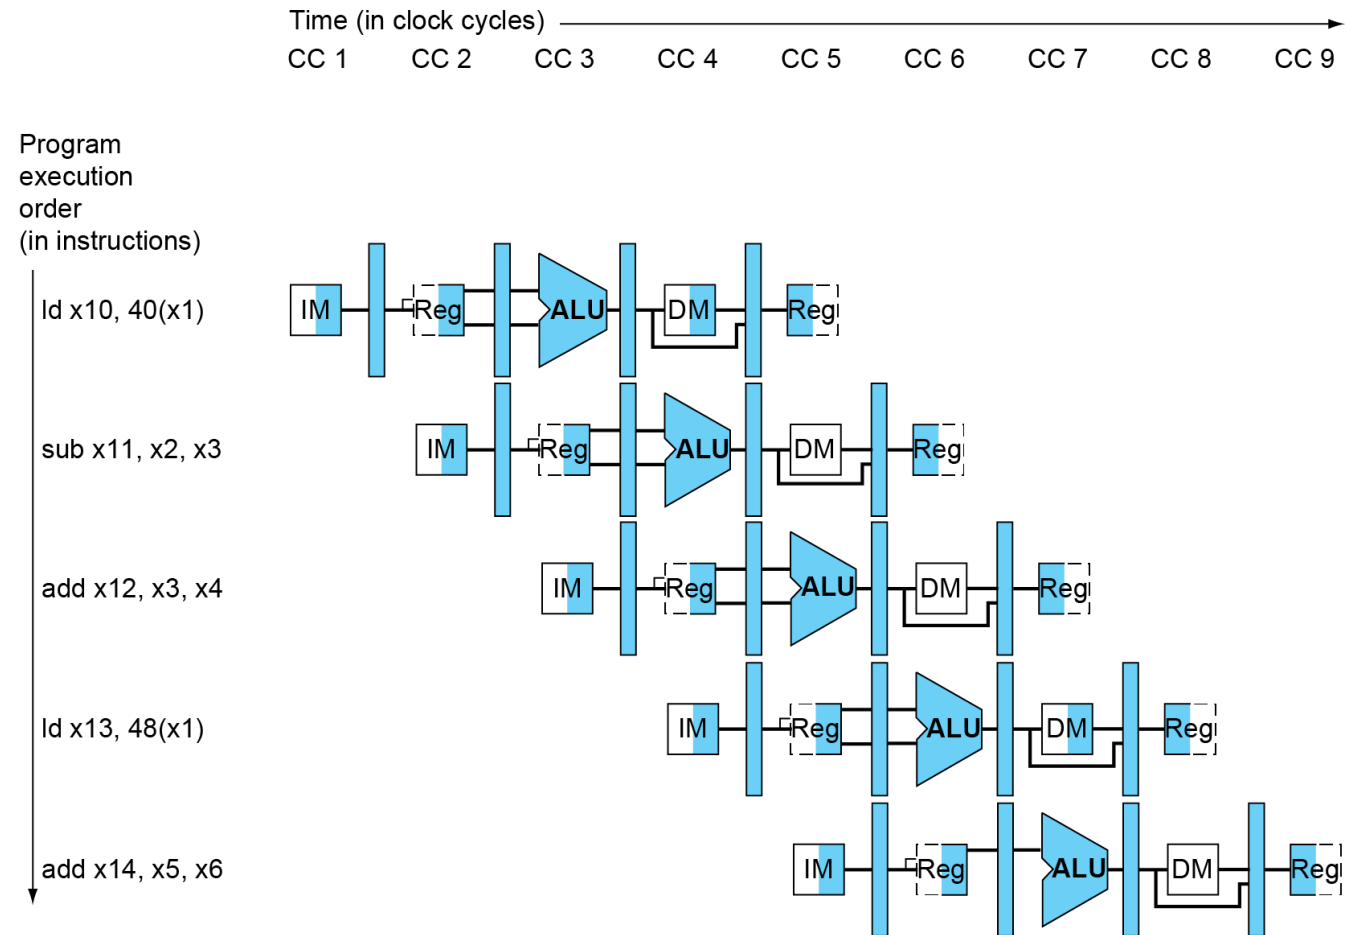 Time (in clock cycles)
CC 1 CC 2 CC 3 CC 4 CC 5 CC 6 CC 7 CC 8 CC 9
Program
execution
order
(in instructions)
ld x10, 40(x1) IM Reg ALU DM Reg
sub x11, x2, x3 IM Reg ALU DM Reg
add x12, x3, x4 IM Reg ALU DM Reg
ld x13, 48(x1) IM Reg ALU DM Reg
add x14, x5, x6 IM Reg ALU DM Reg